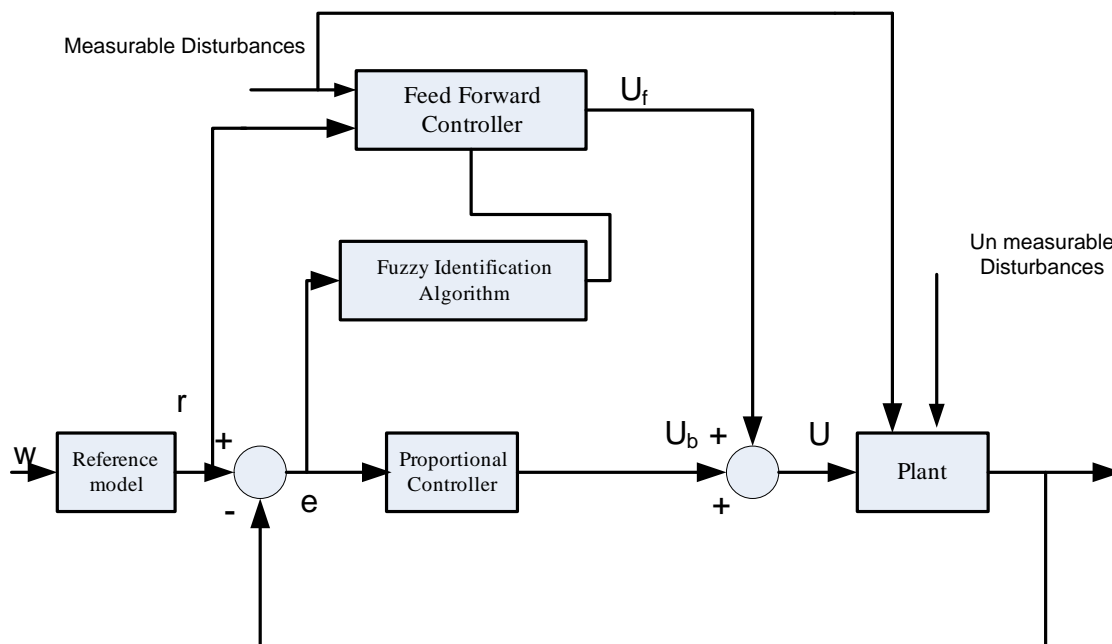 Measurable Disturbances
Feed Forward
Controller
Uf
Un measurable
Disturbances
Fuzzy Identification
Algorithm
r
w
Reference
model
+
-
e
Proportional
Controller
Ub
+
+
U
Plant